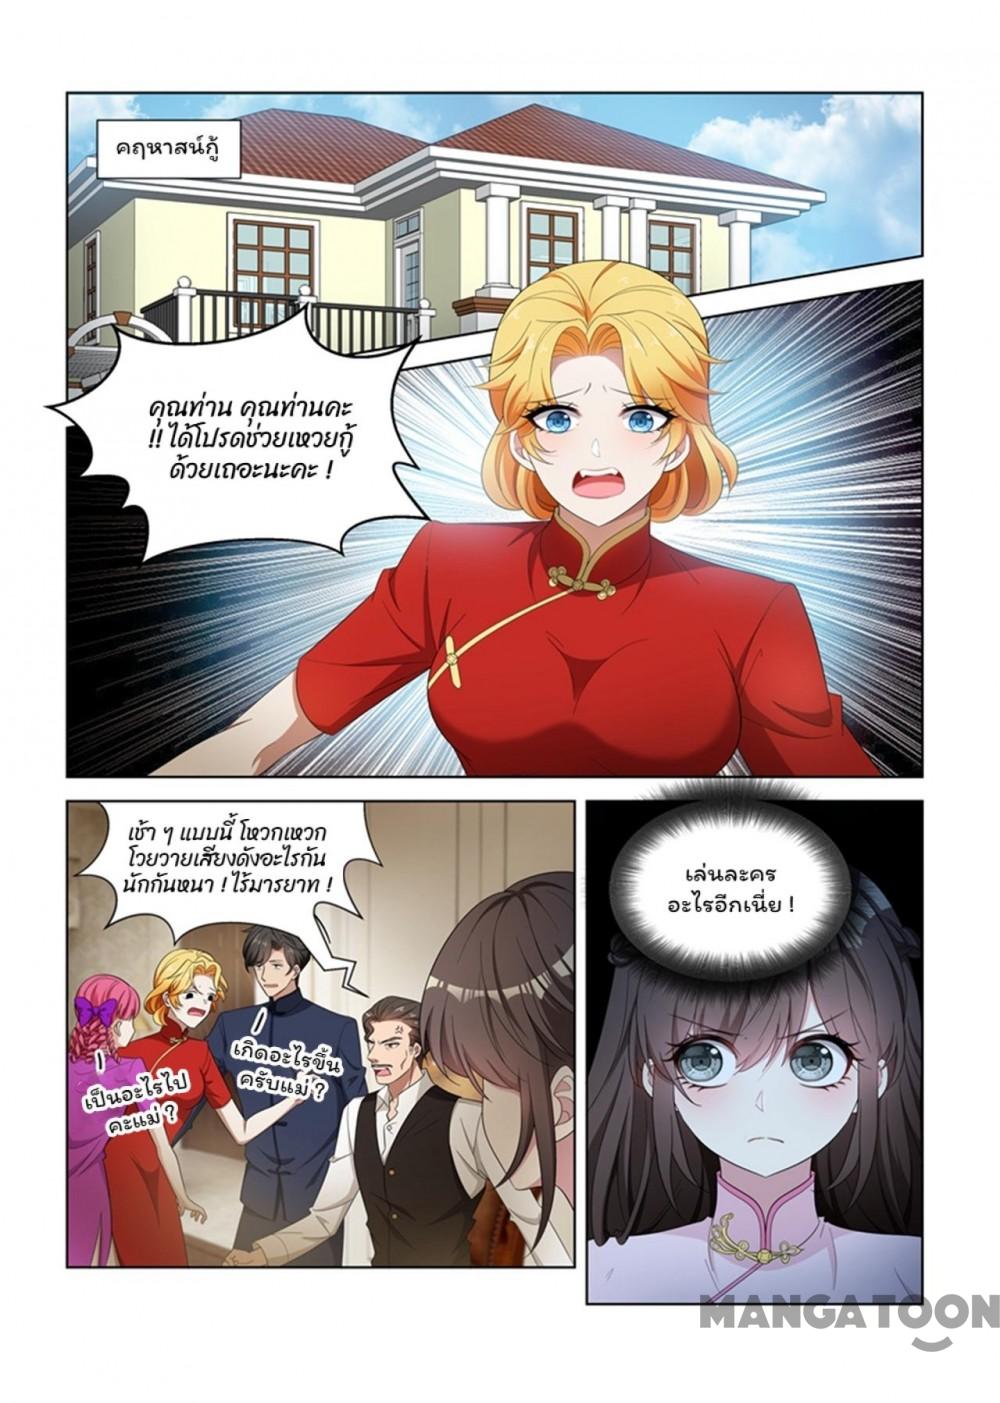 คฤหาสน์กู้
คุณท่าน คุณท่านคะ
!! ได้โปรดช่วยเหวยกู้
ด้วยเถอะนะคะ !
เช้า ๆ แบบนี้ โหวกเหวก
โวยวายเสียงดังอะไรกัน
นักกันหนา ! ไร้มารยาท !
เกิดอะไรขึ้น
ครับแม่ ?
เป็นอะไรไป
คะแม่ ?
เล่นละคร
อะไรอีกเนี่ย !
MANGATOON